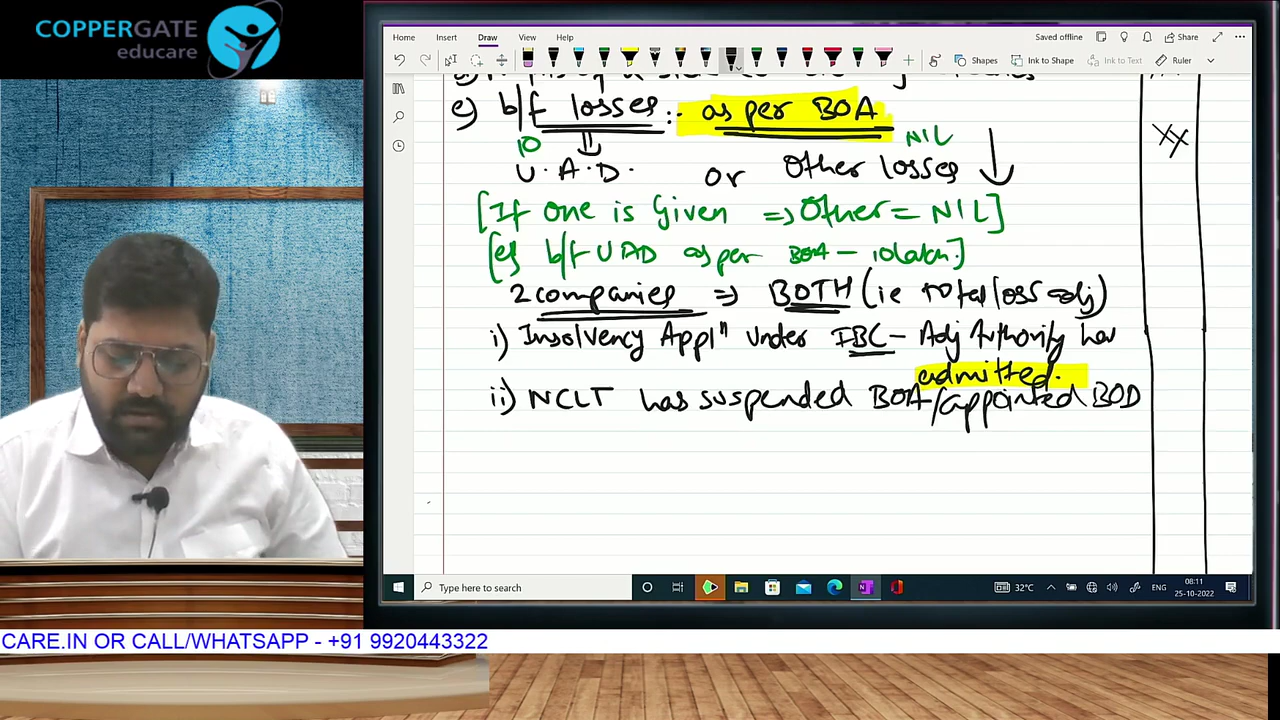 COPPERGATE
educare
Home Insert Draw View Help
Saved offline
Share
Shapes
Ink to Shape
Ink to Text
Ruler
e) b/f losses :- as per BOA
10
NIL
U.A.D. or Other losses
[If one is Given => Other = NIL]
[eg b/f UAD as per BOA - 10 lakh.]
2 companies => BOTH (ie total loss adj)
i) Insolvency Appln under IBC - Adj Authority has
admitted.
ii) NCLT has suspended BOA/appointed BOD
XX
Type here to search
32°C
ENG
08:11
25-10-2022
CARE.IN OR CALL/WHATSAPP - +91 9920443322